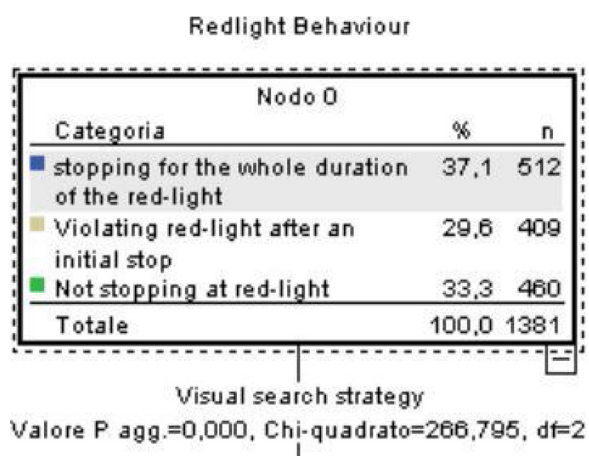 Redlight Behaviour
Nodo 0
Categoria % n
stopping for the whole duration 37,1 512
of the red-light
Violating red-light after an 29,6 409
initial stop
Not stopping at red-light 33,3 460
Totale 100,0 1381
Visual search strategy
Valore P agg.=0,000, Chi-quadrato=266,795, df=2